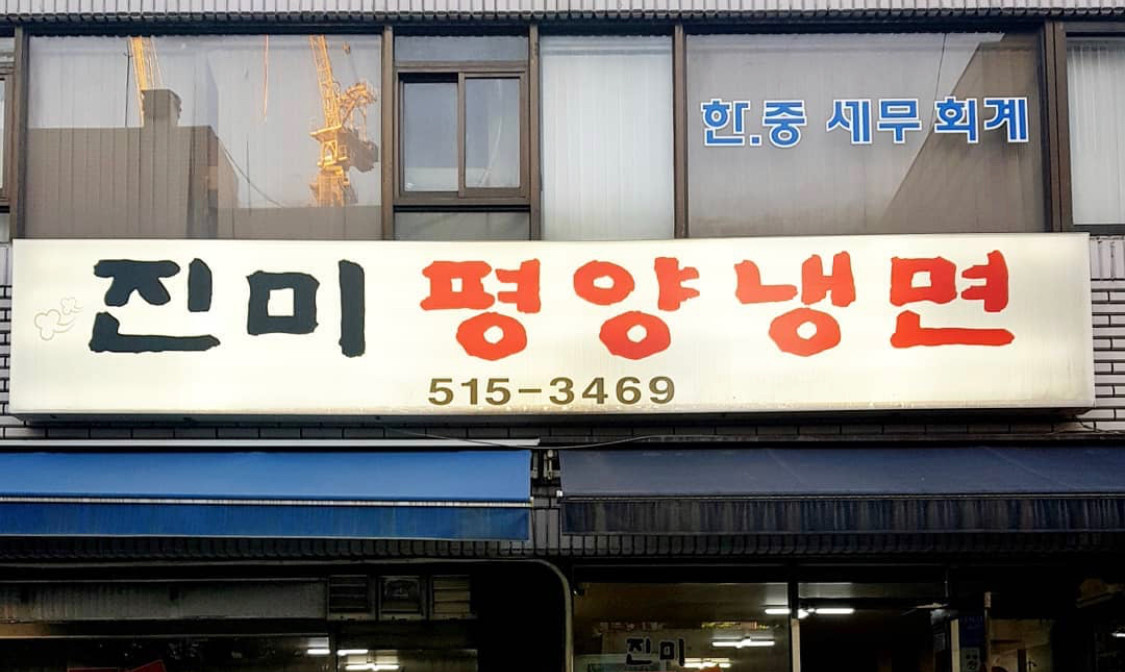 한.중 세무회계
진미 평양냉면
515-3469
진미